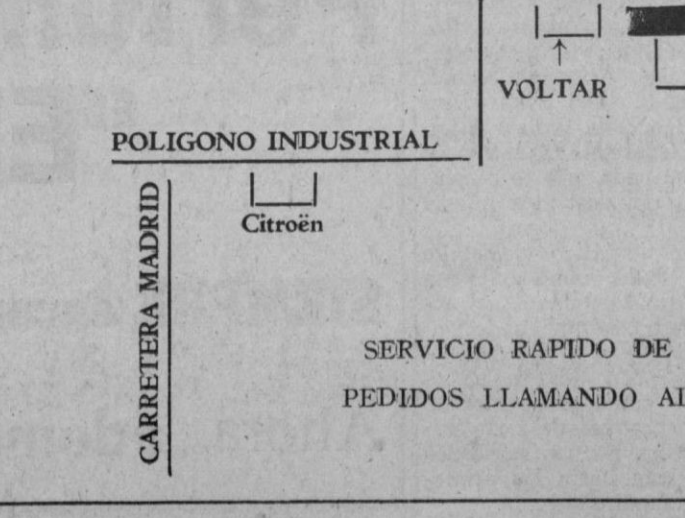 VOLTAR
POLIGONO INDUSTRIAL
Citroën
CARRETERA MADRID
SERVICIO RAPIDO DE
PEDIDOS LLAMANDO AL